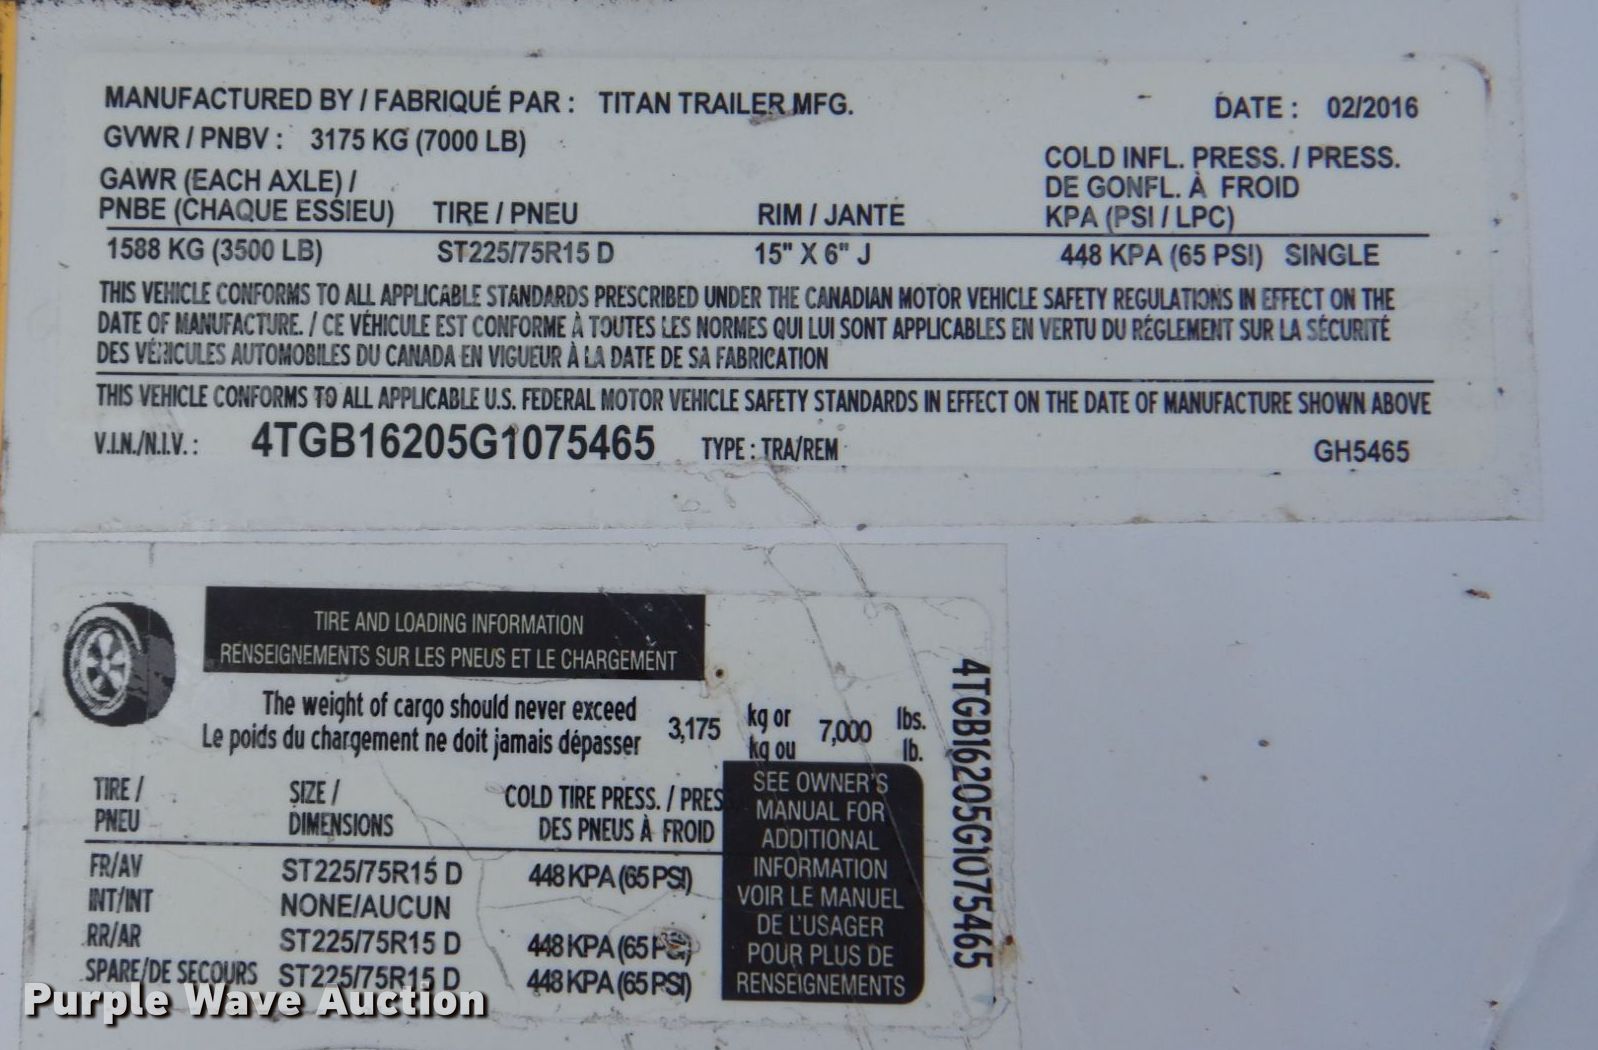 MANUFACTURED BY / FABRIQUÉ PAR : TITAN TRAILER MFG. DATE : 02/2016
GVWR / PNBV : 3175 KG (7000 LB)
GAWR (EACH AXLE) /
PNBE (CHAQUE ESSIEU) TIRE / PNEU RIM / JANTE
COLD INFL. PRESS. / PRESS.
DE GONFL. À FROID
KPA (PSI / LPC)
1588 KG (3500 LB) ST225/75R15 D 15" X 6" J 448 KPA (65 PSI) SINGLE
THIS VEHICLE CONFORMS TO ALL APPLICABLE STANDARDS PRESCRIBED UNDER THE CANADIAN MOTOR VEHICLE SAFETY REGULATIONS IN EFFECT ON THE
DATE OF MANUFACTURE. / CE VÉHICULE EST CONFORME À TOUTES LES NORMES QUI LUI SONT APPLICABLES EN VERTU DU RÉGLEMENT SUR LA SÉCURITÉ
DES VÉHICULES AUTOMOBILES DU CANADA EN VIGUEUR À LA DATE DE SA FABRICATION
THIS VEHICLE CONFORMS TO ALL APPLICABLE U.S. FEDERAL MOTOR VEHICLE SAFETY STANDARDS IN EFFECT ON THE DATE OF MANUFACTURE SHOWN ABOVE
V.I.N./N.I.V. : 4TGB16205G1075465 TYPE : TRA/REM GH5465
TIRE AND LOADING INFORMATION
RENSEIGNEMENTS SUR LES PNEUS ET LE CHARGEMENT
The weight of cargo should never exceed
Le poids du chargement ne doit jamais dépasser
3,175 kg or
kg ou
7,000 lbs.
lb.
TIRE /
PNEU
SIZE /
DIMENSIONS
COLD TIRE PRESS. / PRES
DES PNEUS À FROID
FR/AV ST225/75R15 D 448 KPA (65 PSI)
INT/INT NONE/AUCUN
RR/AR ST225/75R15 D 448 KPA (65 PSI)
SPARE/DE SECOURS ST225/75R15 D 448 KPA (65 PSI)
SEE OWNER'S
MANUAL FOR
ADDITIONAL
INFORMATION
VOIR LE MANUEL
DE L'USAGER
POUR PLUS DE
RENSEIGNEMENTS
4TGB16205G1075465
Purple Wave Auction